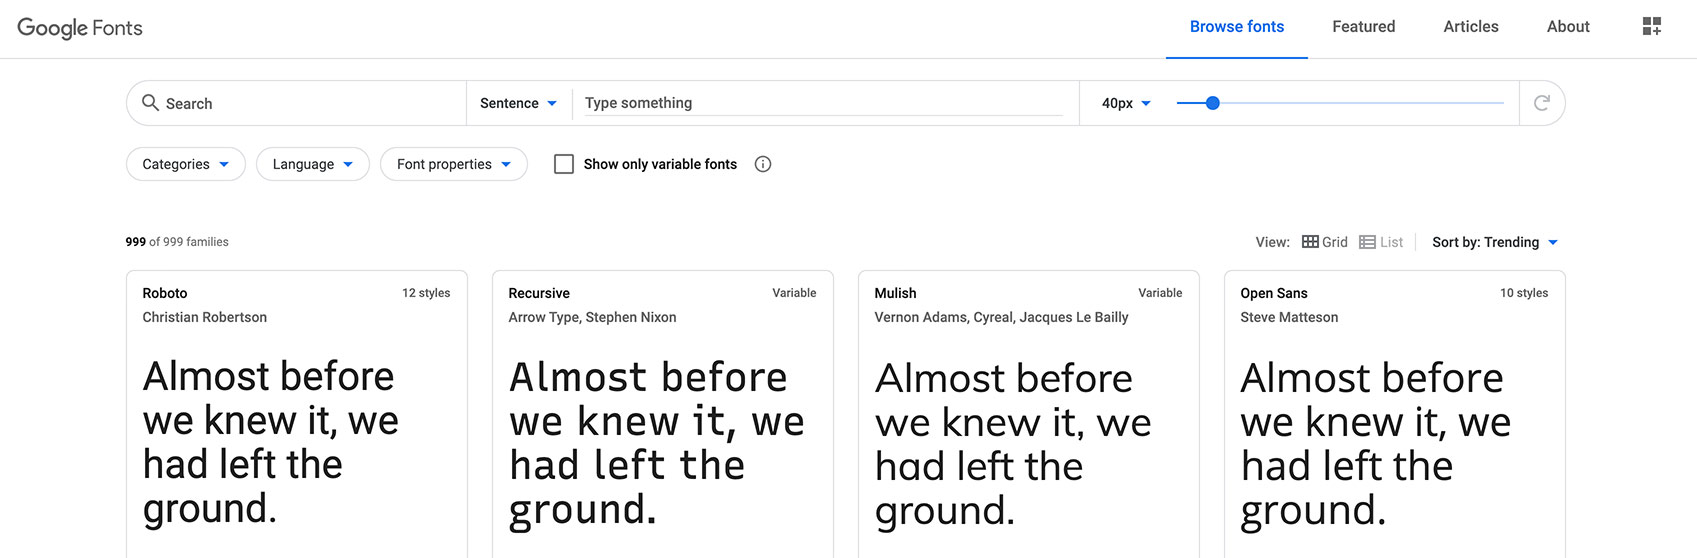 Google Fonts
Browse fonts
Featured
Articles
About
Search
Sentence
Type something
40px
Categories
Language
Font properties
Show only variable fonts
999 of 999 families
View:
Grid
List
Sort by: Trending
Roboto
12 styles
Christian Robertson
Almost before
we knew it, we
had left the
ground.
Recursive
Variable
Arrow Type, Stephen Nixon
Almost before
we knew it, we
had left the
ground.
Mulish
Variable
Vernon Adams, Cyreal, Jacques Le Bailly
Almost before
we knew it, we
had left the
ground.
Open Sans
10 styles
Steve Matteson
Almost before
we knew it, we
had left the
ground.